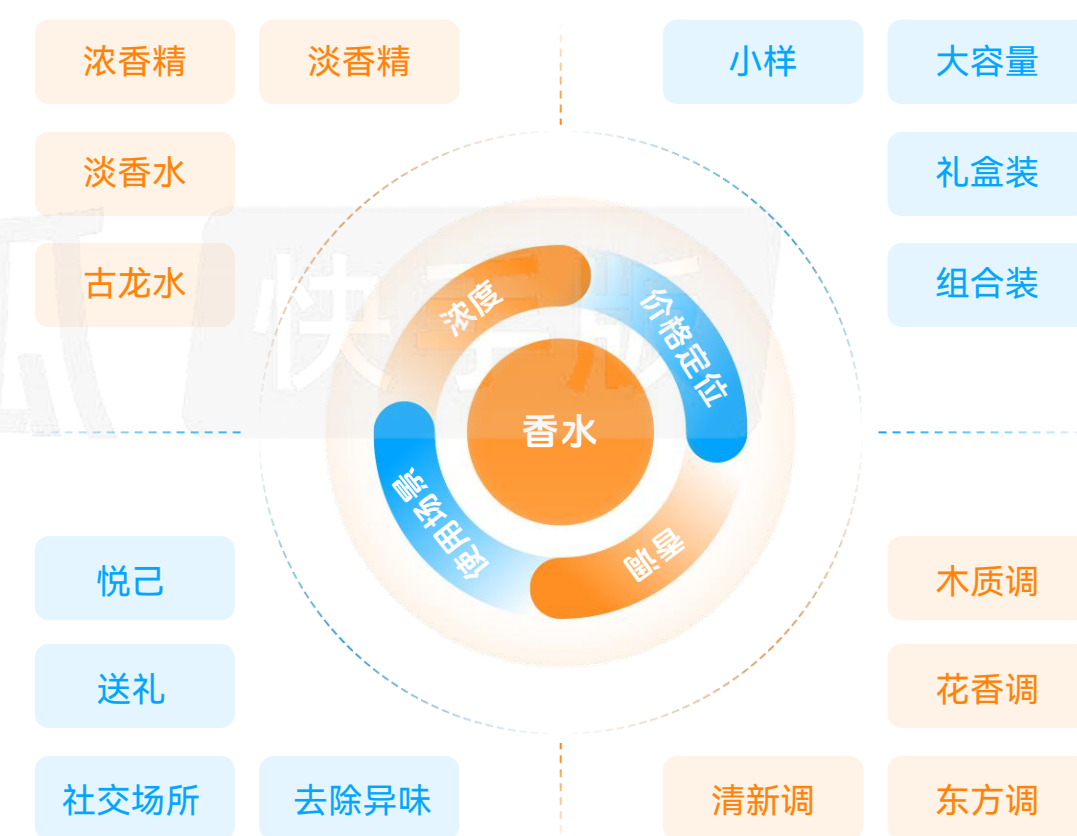 浓香精
淡香精
小样
大容量
淡香水
礼盒装
古龙水
组合装
快手版
浓度
价格定位
香水
使用场景
香调
悦己
木质调
送礼
花香调
社交场所
去除异味
清新调
东方调